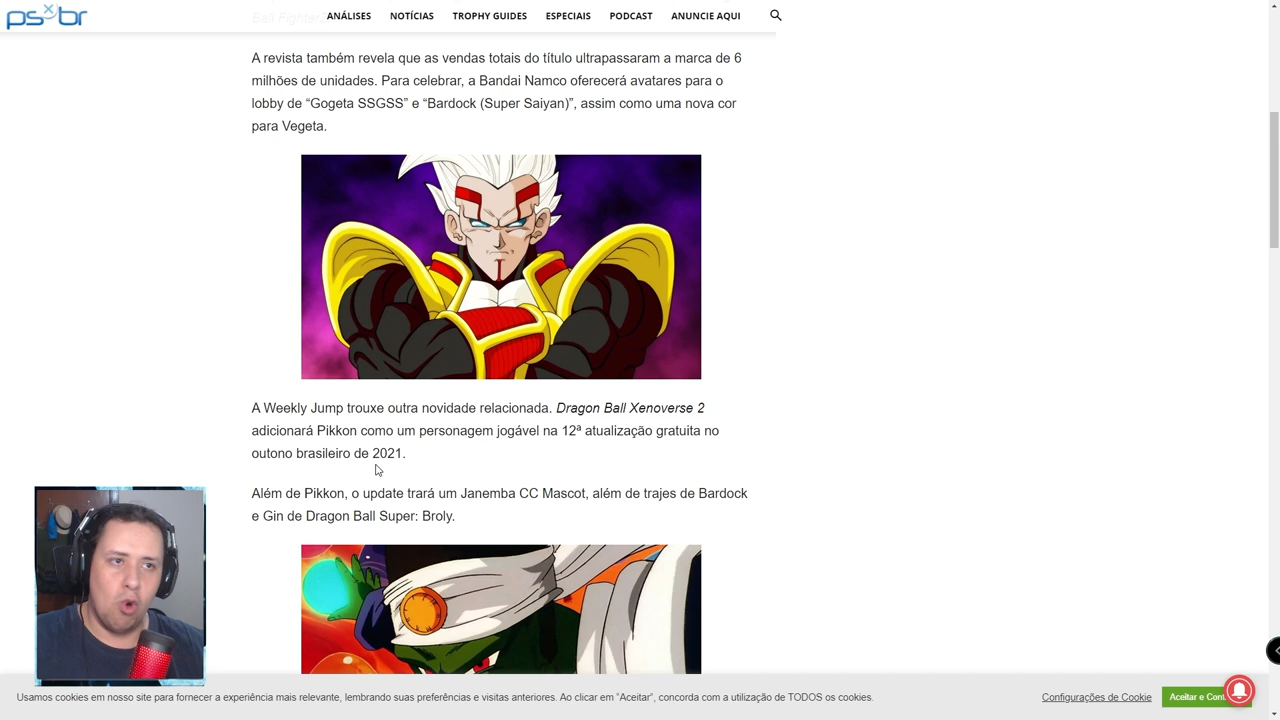 psxbr
ANÁLISES NOTÍCIAS TROPHY GUIDES ESPECIAIS PODCAST ANUNCIE AQUI
A revista também revela que as vendas totais do título ultrapassaram a marca de 6
milhões de unidades. Para celebrar, a Bandai Namco oferecerá avatares para o
lobby de “Gogeta SSGSS” e “Bardock (Super Saiyan)”, assim como uma nova cor
para Vegeta.
A Weekly Jump trouxe outra novidade relacionada. Dragon Ball Xenoverse 2
adicionará Pikkon como um personagem jogável na 12ª atualização gratuita no
outono brasileiro de 2021.
Além de Pikkon, o update trará um Janemba CC Mascot, além de trajes de Bardock
e Gin de Dragon Ball Super: Broly.
Usamos cookies em nosso site para fornecer a experiência mais relevante, lembrando suas preferências e visitas anteriores. Ao clicar em “Aceitar”, concorda com a utilização de TODOS os cookies.
Configurações de Cookie
Aceitar e Cont